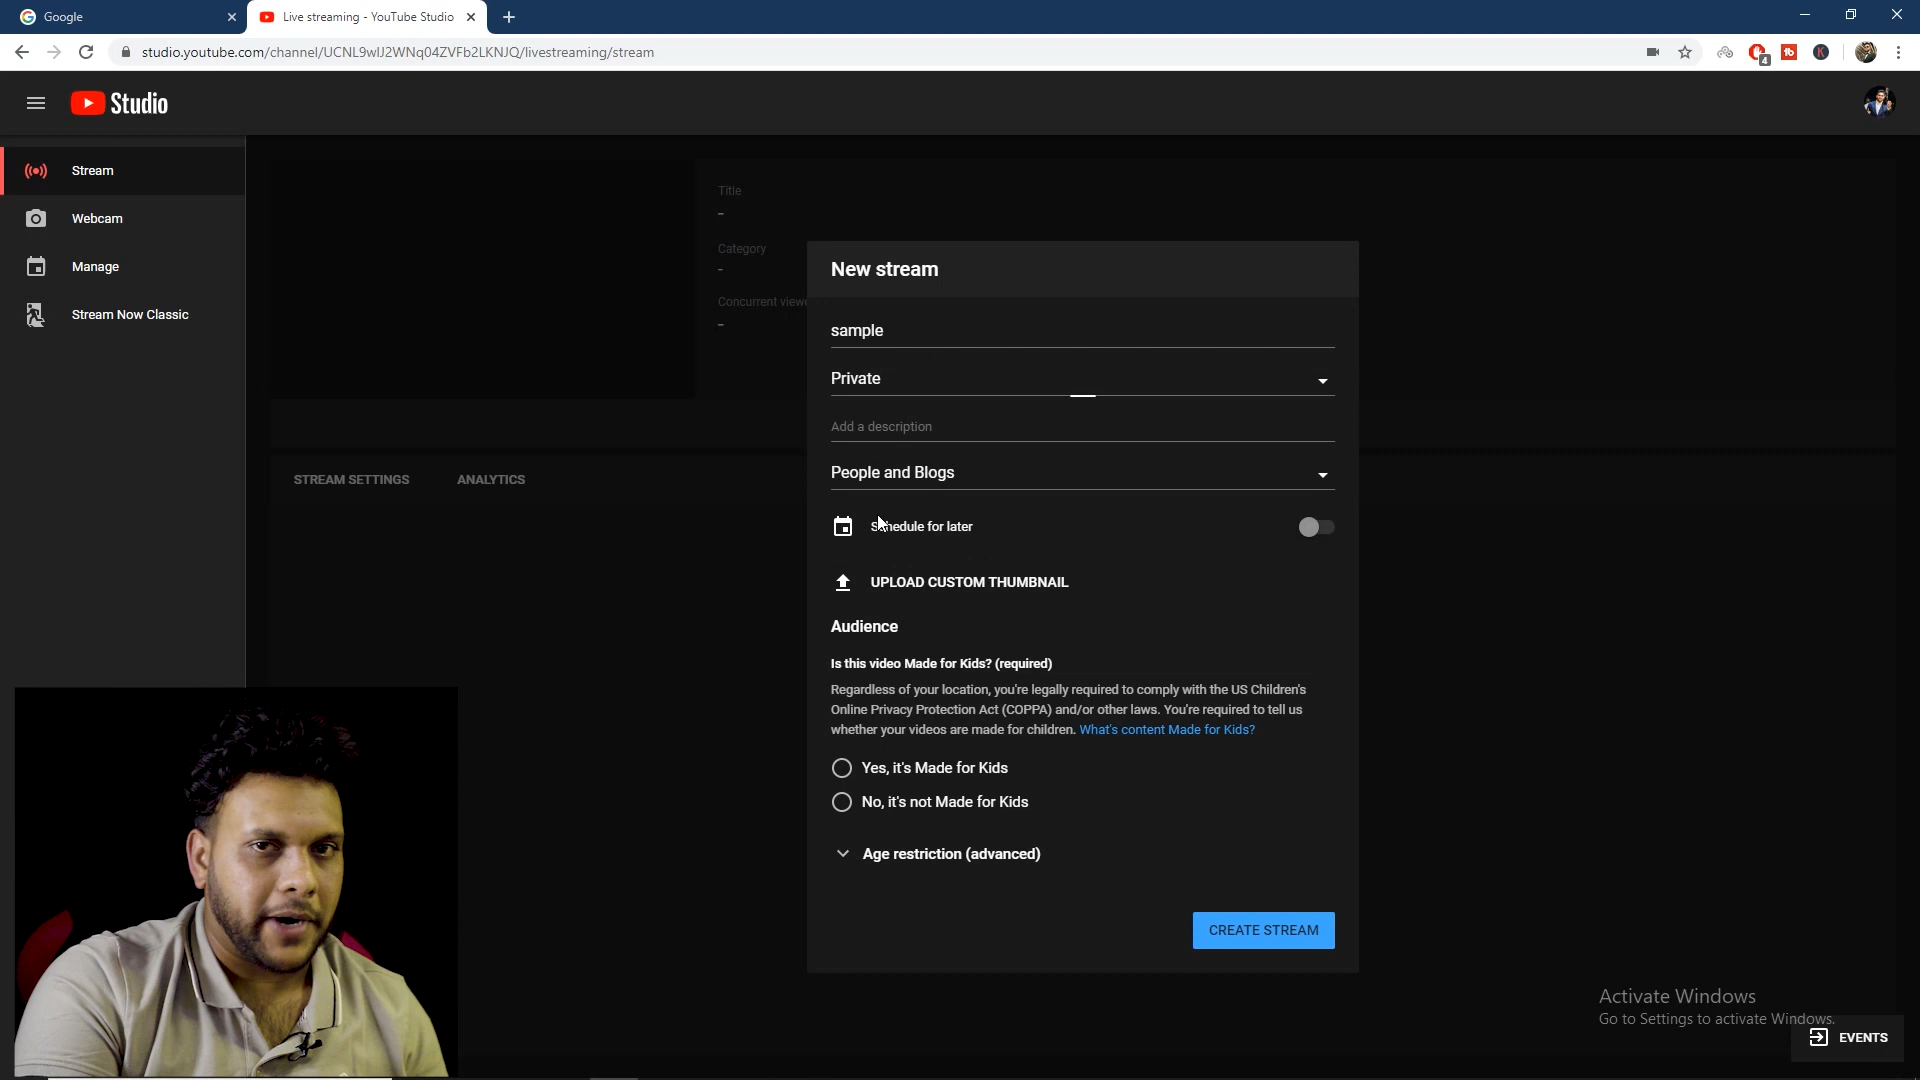 Google
Live streaming - YouTube Studio
studio.youtube.com/channel/UCNL9wIJ2WNq04ZVFb2LKNJQ/livestreaming/stream
4
tb
K
Studio
Stream
Webcam
Manage
Stream Now Classic
Title
-
Category
-
Concurrent viewe
-
STREAM SETTINGS
ANALYTICS
New stream
sample
Private
Add a description
People and Blogs
Schedule for later
UPLOAD CUSTOM THUMBNAIL
Audience
Is this video Made for Kids? (required)
Regardless of your location, you're legally required to comply with the US Children's
Online Privacy Protection Act (COPPA) and/or other laws. You're required to tell us
whether your videos are made for children. What's content Made for Kids?
Yes, it's Made for Kids
No, it's not Made for Kids
Age restriction (advanced)
CREATE STREAM
Activate Windows
Go to Settings to activate Windows.
EVENTS